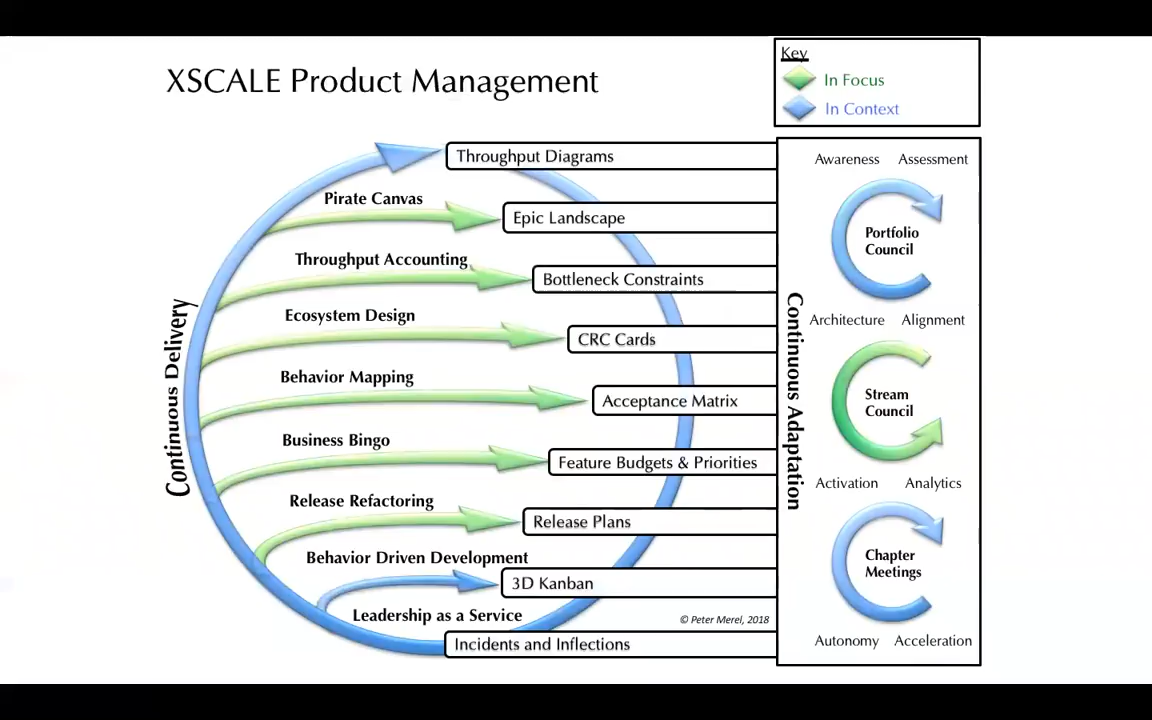 XSCALE Product Management
Key
In Focus
In Context
Continuous Delivery
Throughput Diagrams
Pirate Canvas
Epic Landscape
Throughput Accounting
Bottleneck Constraints
Ecosystem Design
CRC Cards
Behavior Mapping
Acceptance Matrix
Business Bingo
Feature Budgets & Priorities
Release Refactoring
Release Plans
Behavior Driven Development
3D Kanban
Leadership as a Service
Incidents and Inflections
© Peter Merel, 2018
Continuous Adaptation
Awareness Assessment
Portfolio
Council
Architecture Alignment
Stream
Council
Activation Analytics
Chapter
Meetings
Autonomy Acceleration